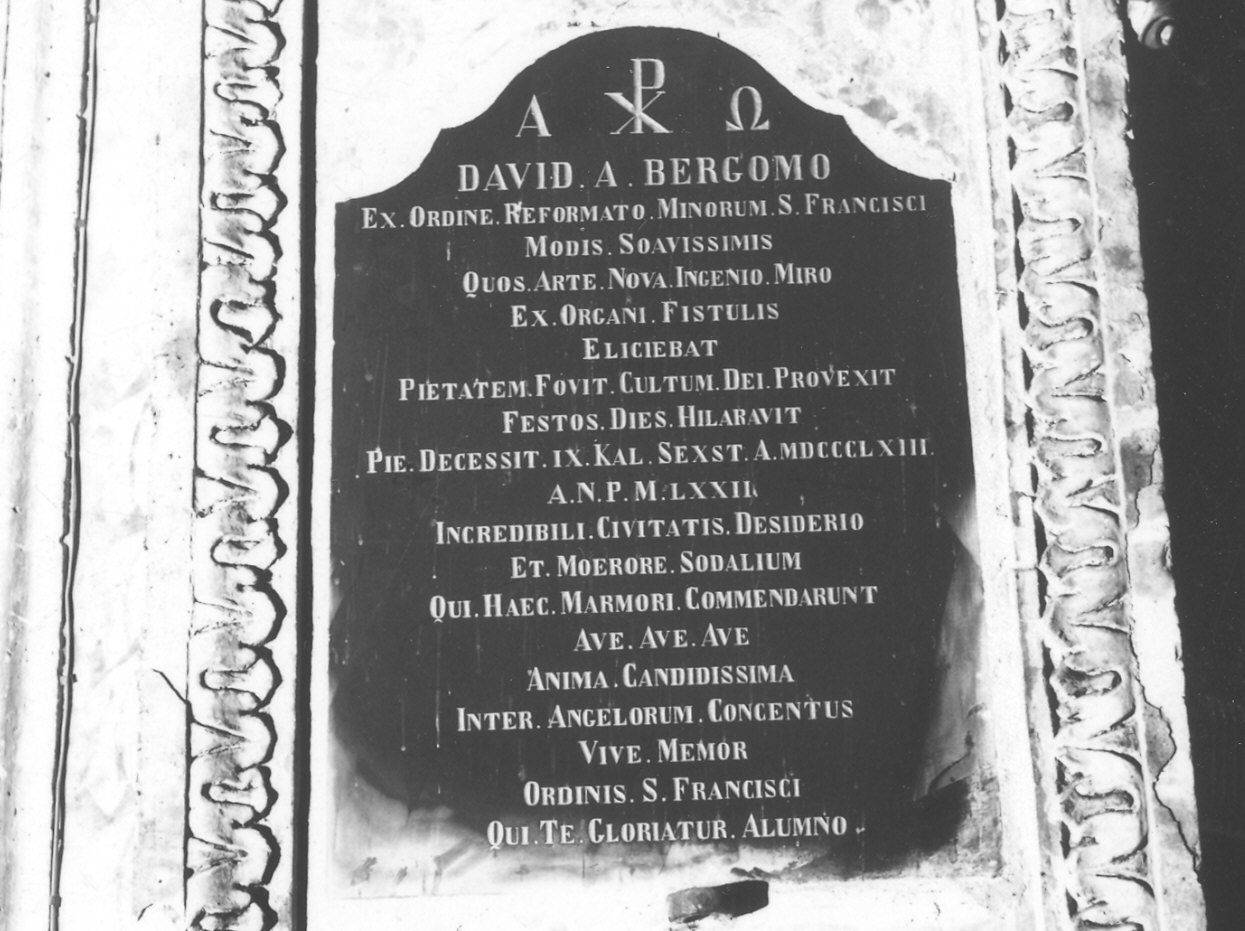 Α ☧ Ω
DAVID. A. BERGOMO
EX. ORDINE. REFORMATO. MINORUM. S. FRANCISCI
MODIS. SOAVISSIMIS
QUOS. ARTE. NOVA. INGENIO. MIRO
EX. ORGANI. FISTULIS
ELICIEBAT
PIETATEM. FOVIT. CULTUM. DEI. PROVEXIT
FESTOS. DIES. HILARAVIT
PIE. DECESSIT. IX. KAL. SEXST. A. MDCCCLXIII.
A. N. P. M. LXXII
INCREDIBILI. CIVITATIS. DESIDERIO
ET. MOERORE. SODALIUM
QUI. HAEC. MARMORI. COMMENDARUNT
AVE. AVE. AVE
ANIMA. CANDIDISSIMA
INTER. ANGELORUM. CONCENTUS
VIVE. MEMOR
ORDINIS. S. FRANCISCI
QUI. TE. GLORIATUR. ALUMNO.